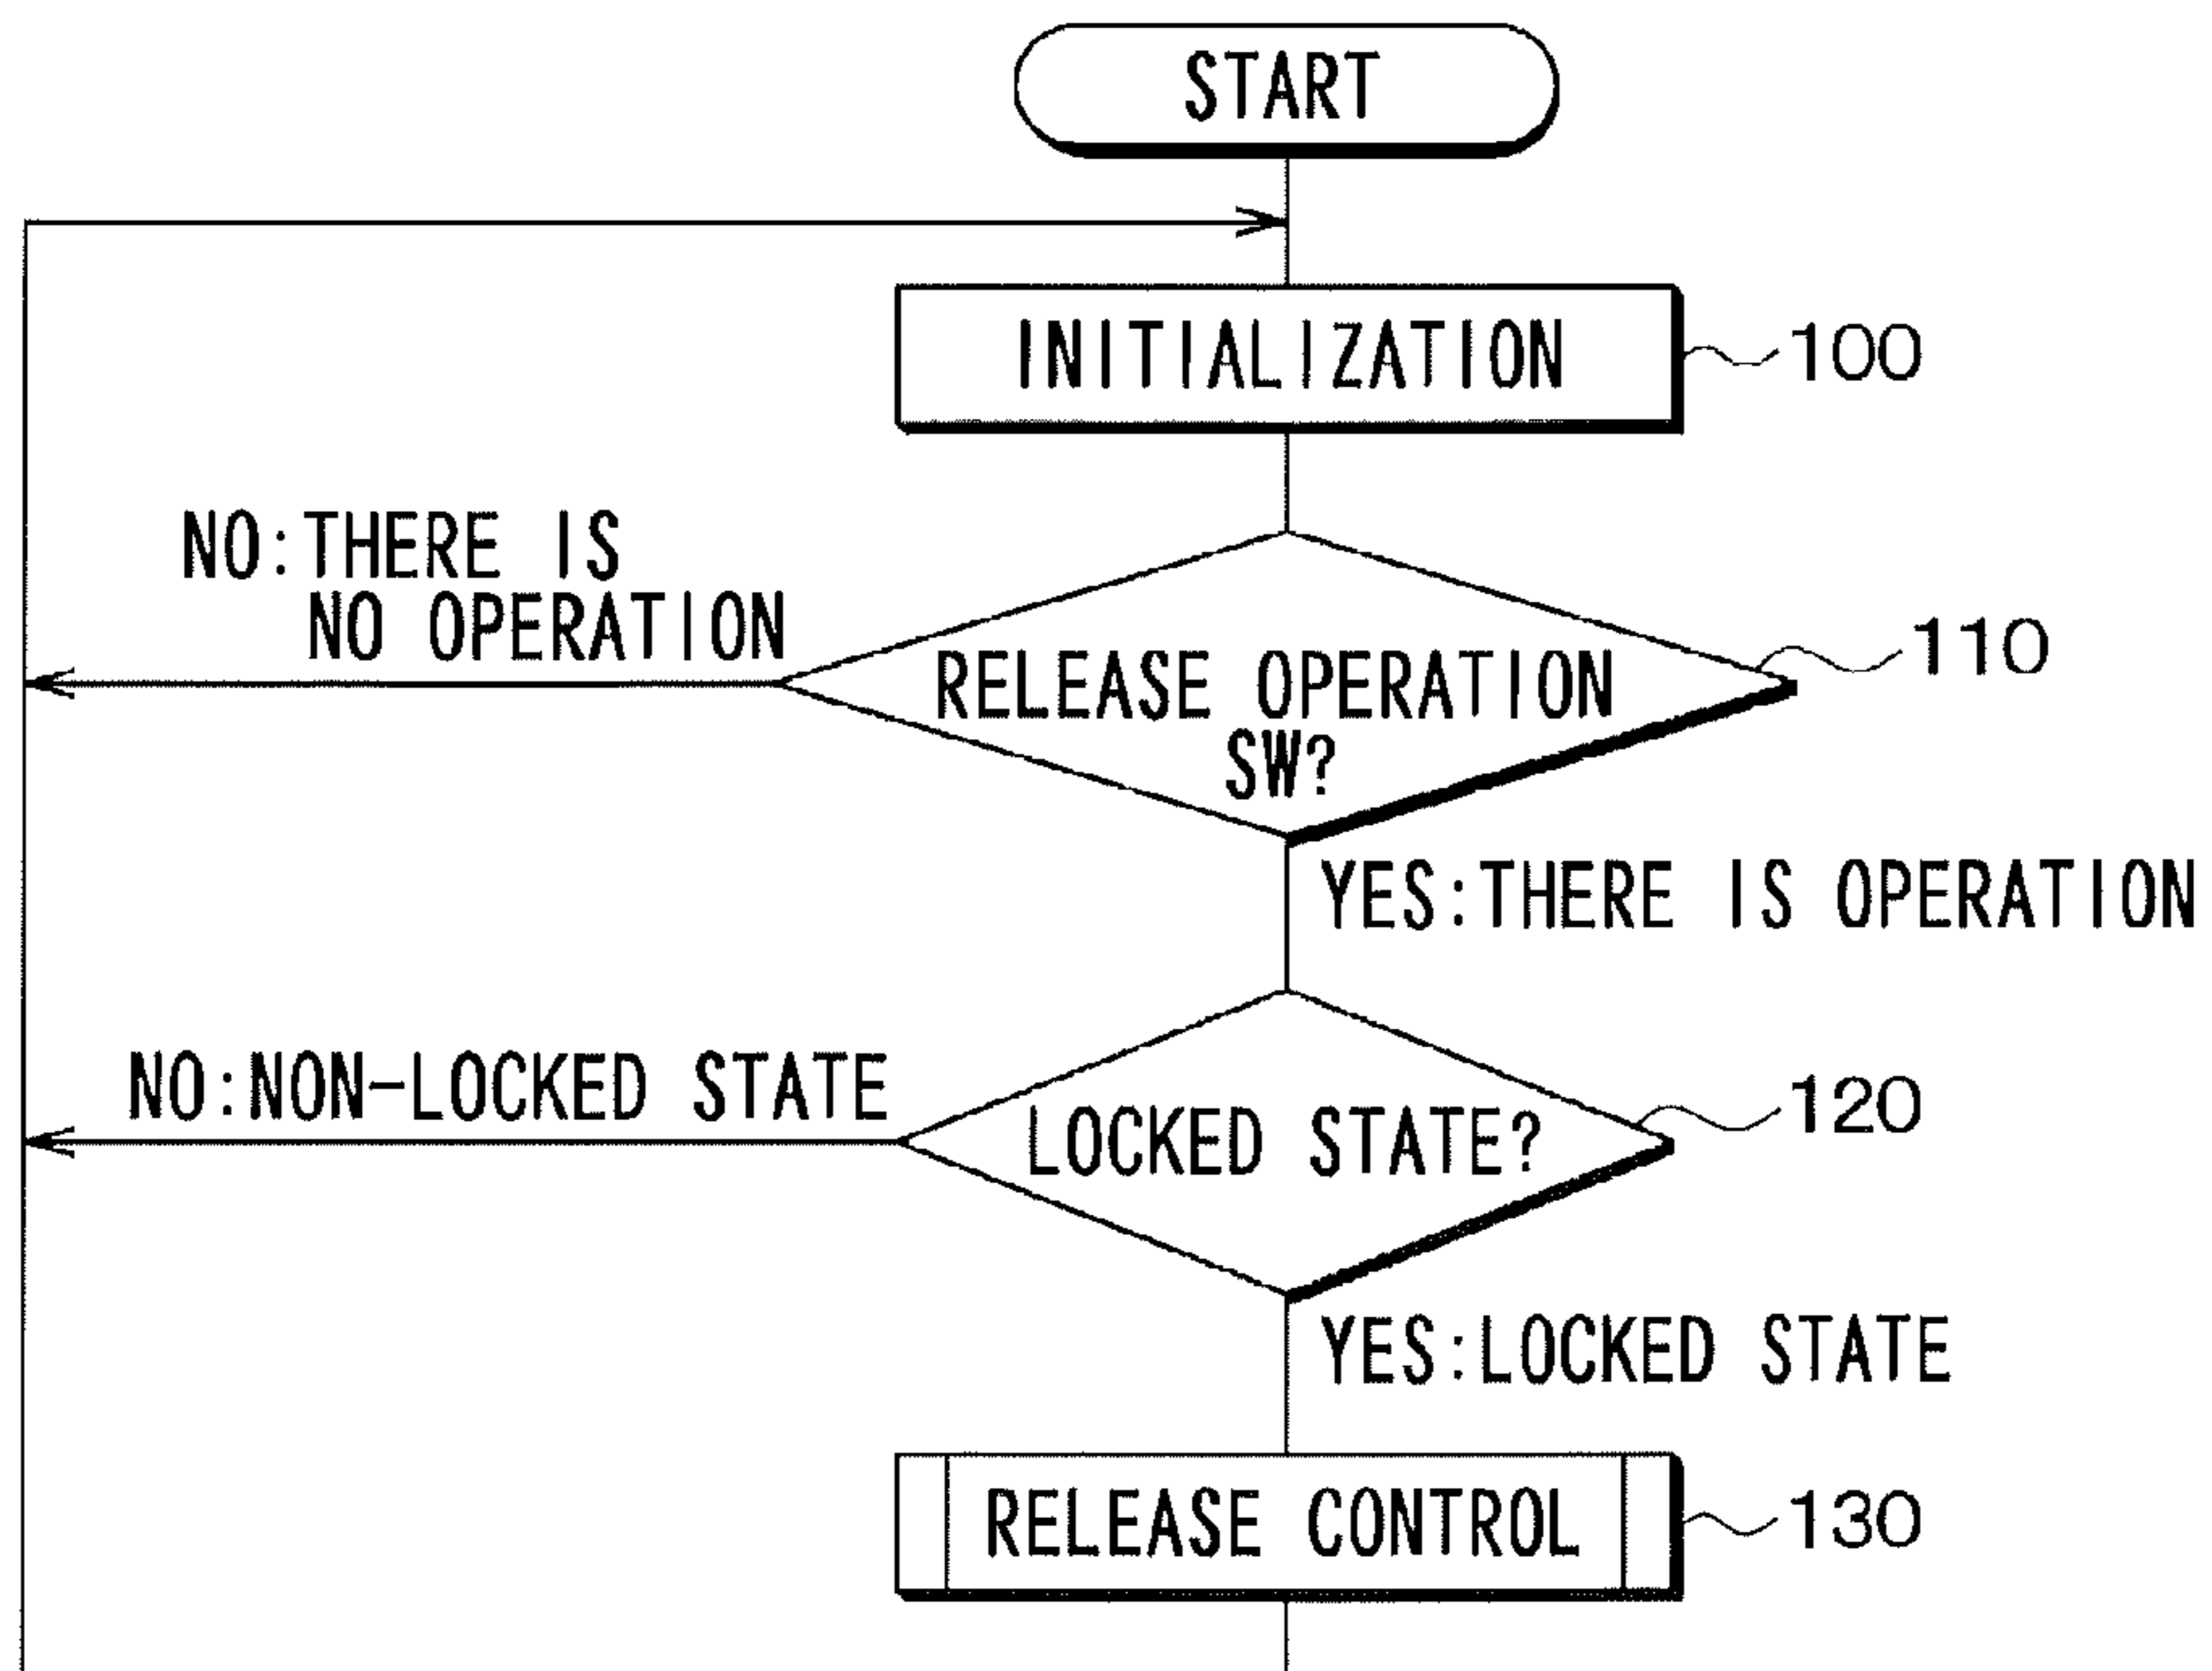 START
INITIALIZATION
100
NO:THERE IS
NO OPERATION
110
RELEASE OPERATION
SW?
YES:THERE IS OPERATION
NO:NON-LOCKED STATE
LOCKED STATE?
120
YES:LOCKED STATE
RELEASE CONTROL
130